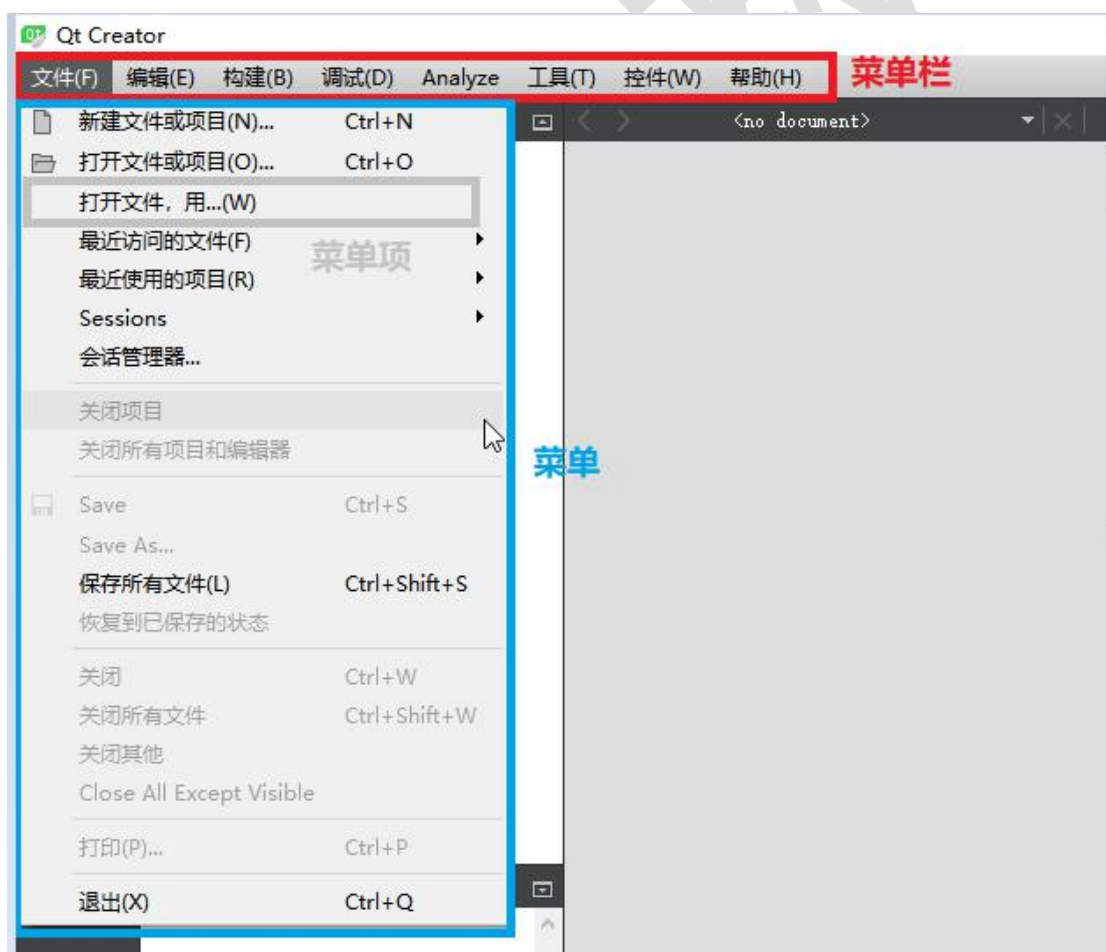 Qt Creator
文件(F) 编辑(E) 构建(B) 调试(D) Analyze 工具(T) 控件(W) 帮助(H) 菜单栏
新建文件或项目(N)... Ctrl+N <no document>
打开文件或项目(O)... Ctrl+O
打开文件，用...(W)
最近访问的文件(F)
菜单项
最近使用的项目(R)
Sessions
会话管理器...
关闭项目
关闭所有项目和编辑器
菜单
Save Ctrl+S
Save As...
保存所有文件(L) Ctrl+Shift+S
恢复到已保存的状态
关闭 Ctrl+W
关闭所有文件 Ctrl+Shift+W
关闭其他
Close All Except Visible
打印(P)... Ctrl+P
退出(X) Ctrl+Q